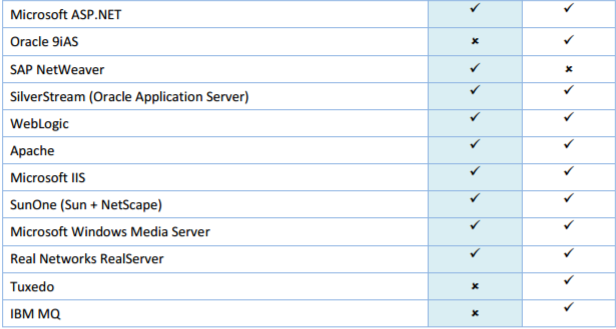 Microsoft ASP.NET ✓ ✓
Oracle 9iAS × ✓
SAP NetWeaver ✓ ×
SilverStream (Oracle Application Server) ✓ ✓
WebLogic ✓ ✓
Apache ✓ ✓
Microsoft IIS ✓ ✓
SunOne (Sun + NetScape) ✓ ✓
Microsoft Windows Media Server ✓ ✓
Real Networks RealServer ✓ ✓
Tuxedo × ✓
IBM MQ × ✓